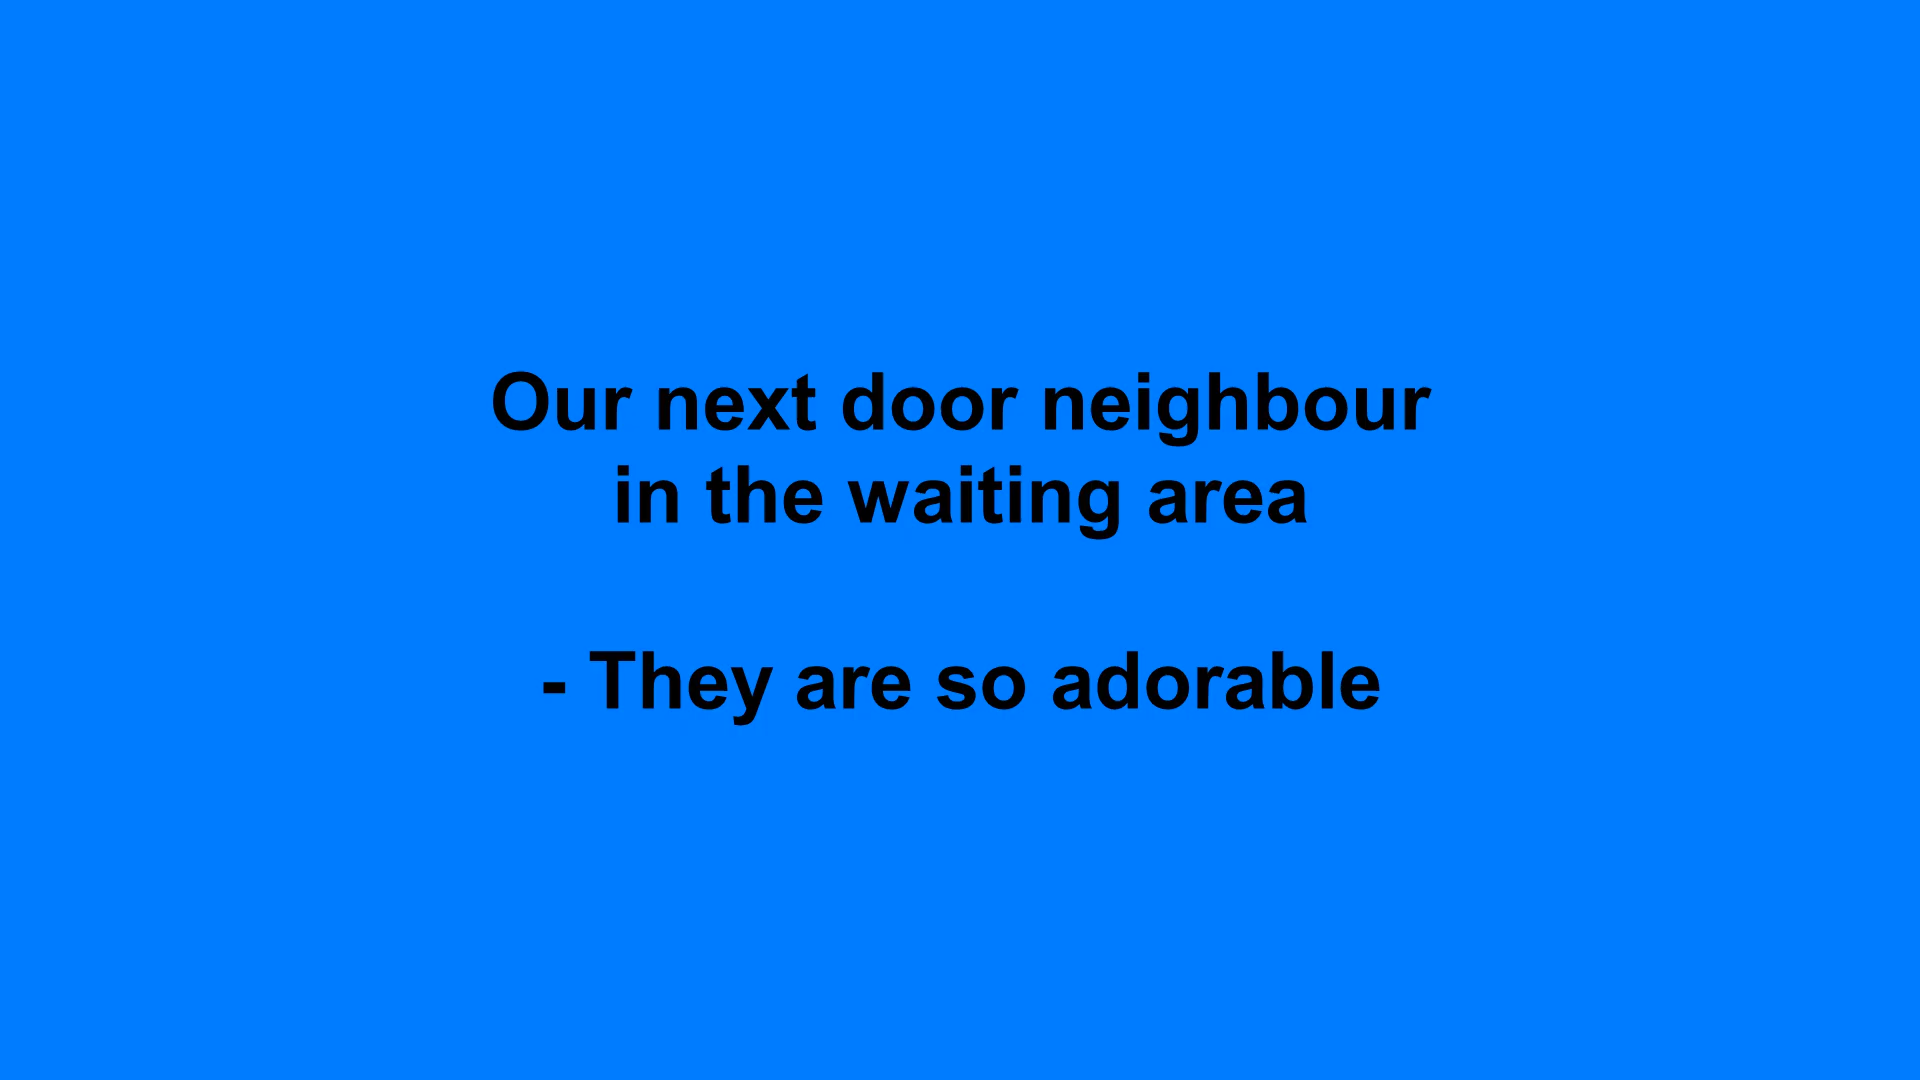 Our next door neighbour
in the waiting area
- They are so adorable